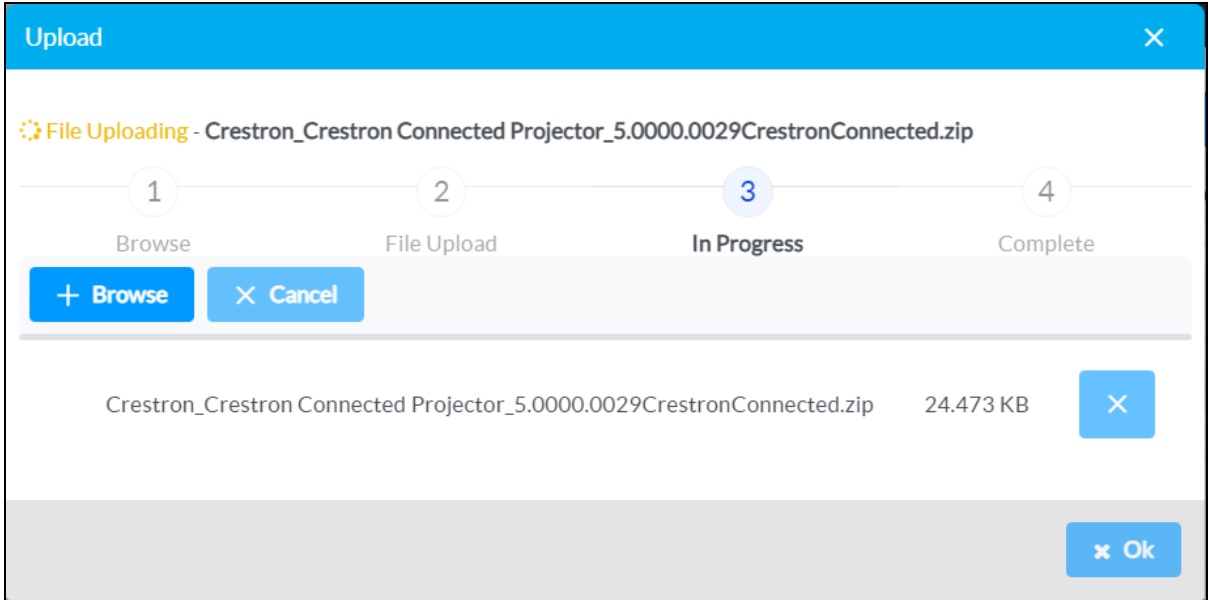 Upload
File Uploading - Crestron_Crestron Connected Projector_5.0000.0029CrestronConnected.zip
1 2 3 4
Browse File Upload In Progress Complete
Browse Cancel
Crestron_Crestron Connected Projector_5.0000.0029CrestronConnected.zip 24.473 KB
Ok